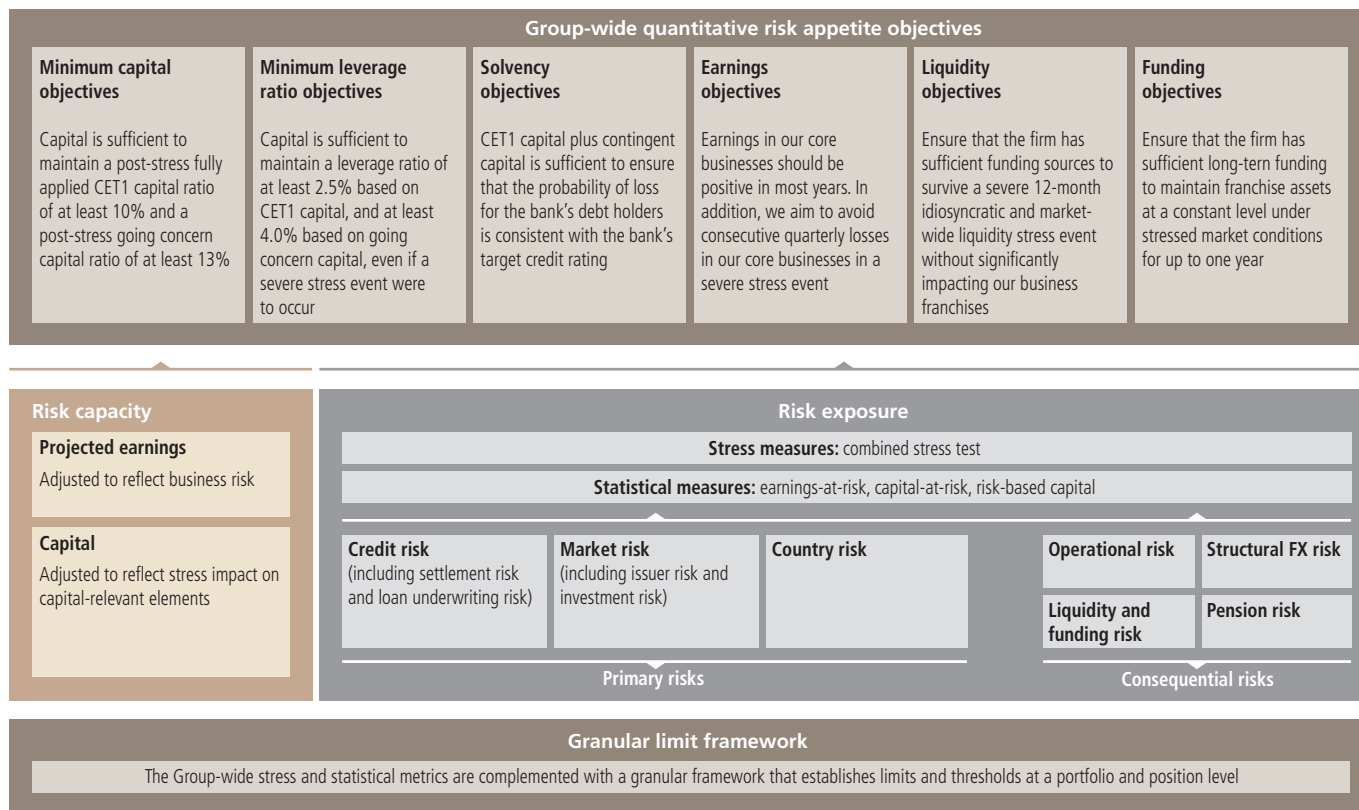 Group-wide quantitative risk appetite objectives
Minimum capital
objectives
Capital is sufficient to
maintain a post-stress fully
applied CET1 capital ratio
of at least 10% and a
post-stress going concern
capital ratio of at least 13%
Minimum leverage
ratio objectives
Capital is sufficient to
maintain a leverage ratio of
at least 2.5% based on
CET1 capital, and at least
4.0% based on going
concern capital, even if a
severe stress event were
to occur
Solvency
objectives
CET1 capital plus contingent
capital is sufficient to ensure
that the probability of loss
for the bank’s debt holders
is consistent with the bank’s
target credit rating
Earnings
objectives
Earnings in our core
businesses should be
positive in most years. In
addition, we aim to avoid
consecutive quarterly losses
in our core businesses in a
severe stress event
Liquidity
objectives
Ensure that the firm has
sufficient funding sources to
survive a severe 12-month
idiosyncratic and market-
wide liquidity stress event
without significantly
impacting our business
franchises
Funding
objectives
Ensure that the firm has
sufficient long-tern funding
to maintain franchise assets
at a constant level under
stressed market conditions
for up to one year
Risk capacity
Projected earnings
Adjusted to reflect business risk
Capital
Adjusted to reflect stress impact on
capital-relevant elements
Risk exposure
Stress measures: combined stress test
Statistical measures: earnings-at-risk, capital-at-risk, risk-based capital
Credit risk
(including settlement risk
and loan underwriting risk)
Market risk
(including issuer risk and
investment risk)
Country risk
Primary risks
Operational risk
Structural FX risk
Liquidity and
funding risk
Pension risk
Consequential risks
Granular limit framework
The Group-wide stress and statistical metrics are complemented with a granular framework that establishes limits and thresholds at a portfolio and position level